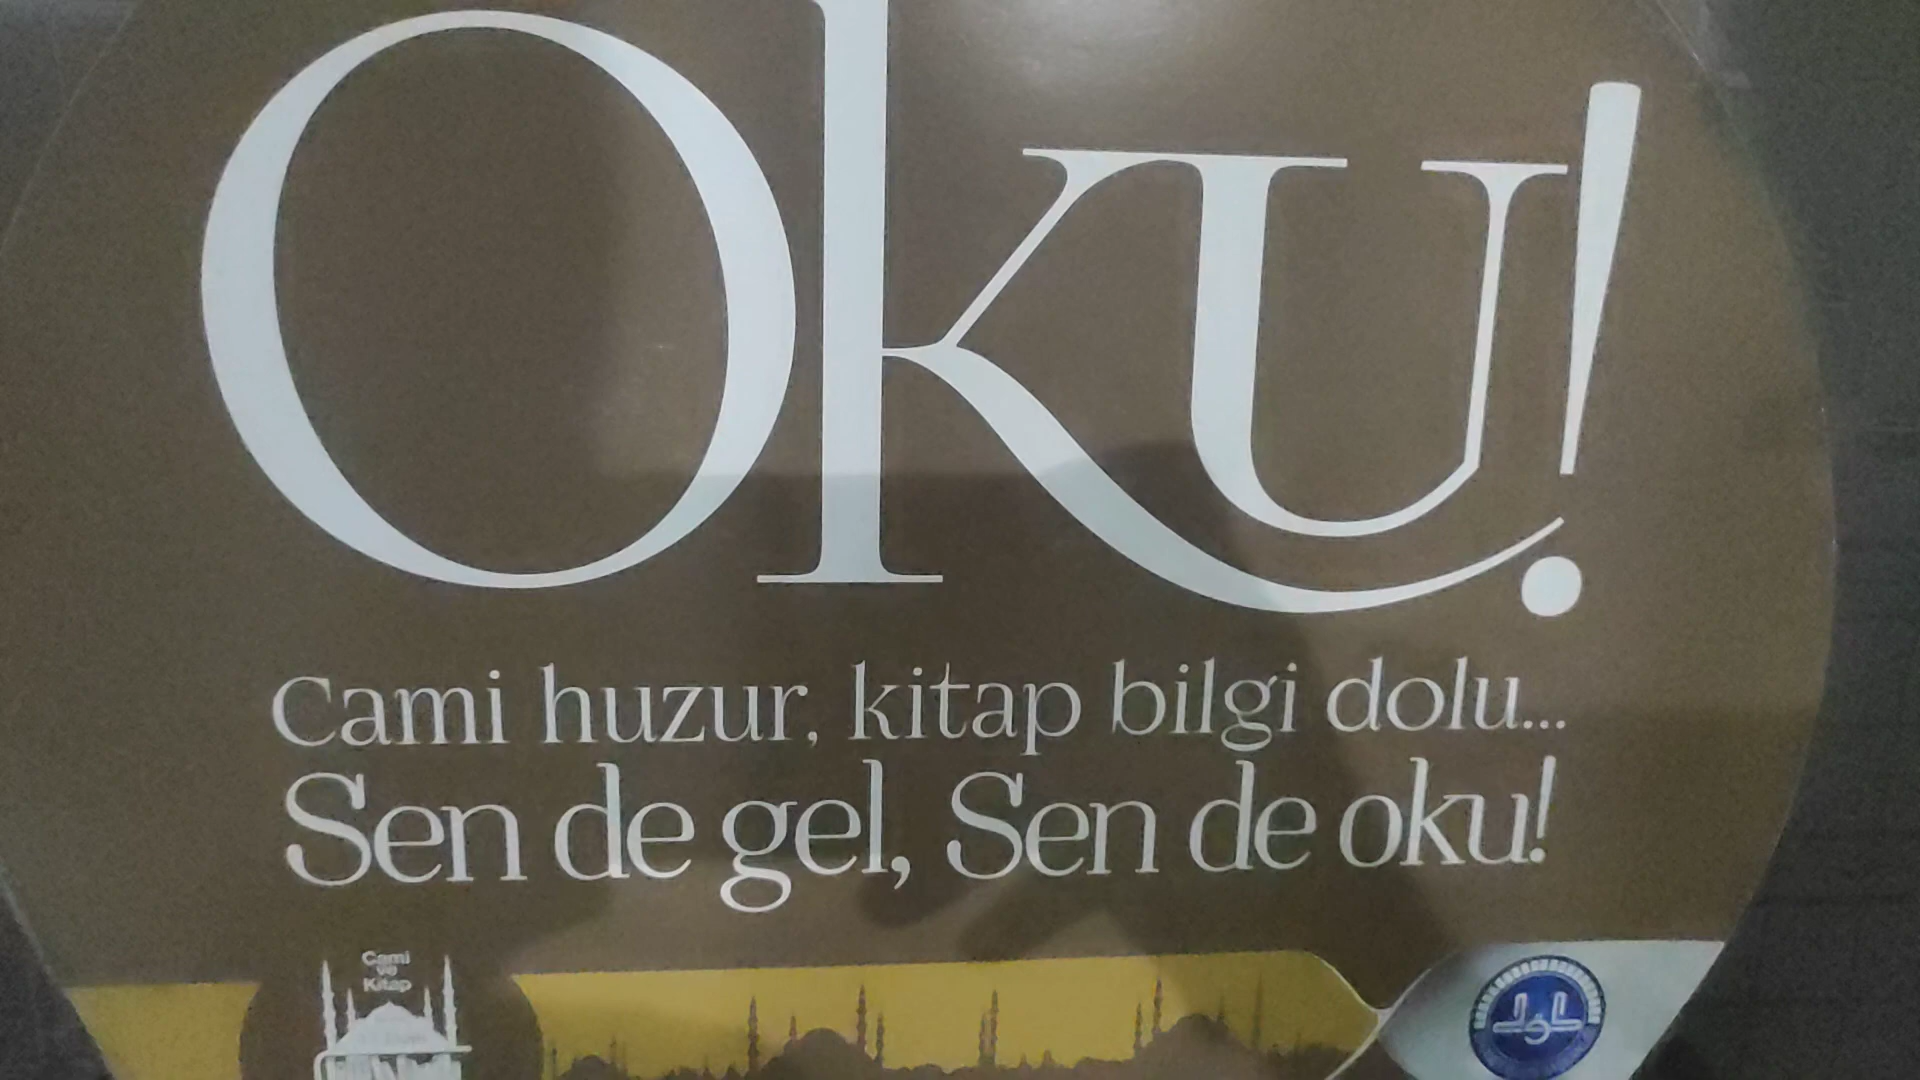 Oku!
Cami huzur, kitap bilgi dolu...
Sen de gel, Sen de oku!
Cami
ve
Kitap